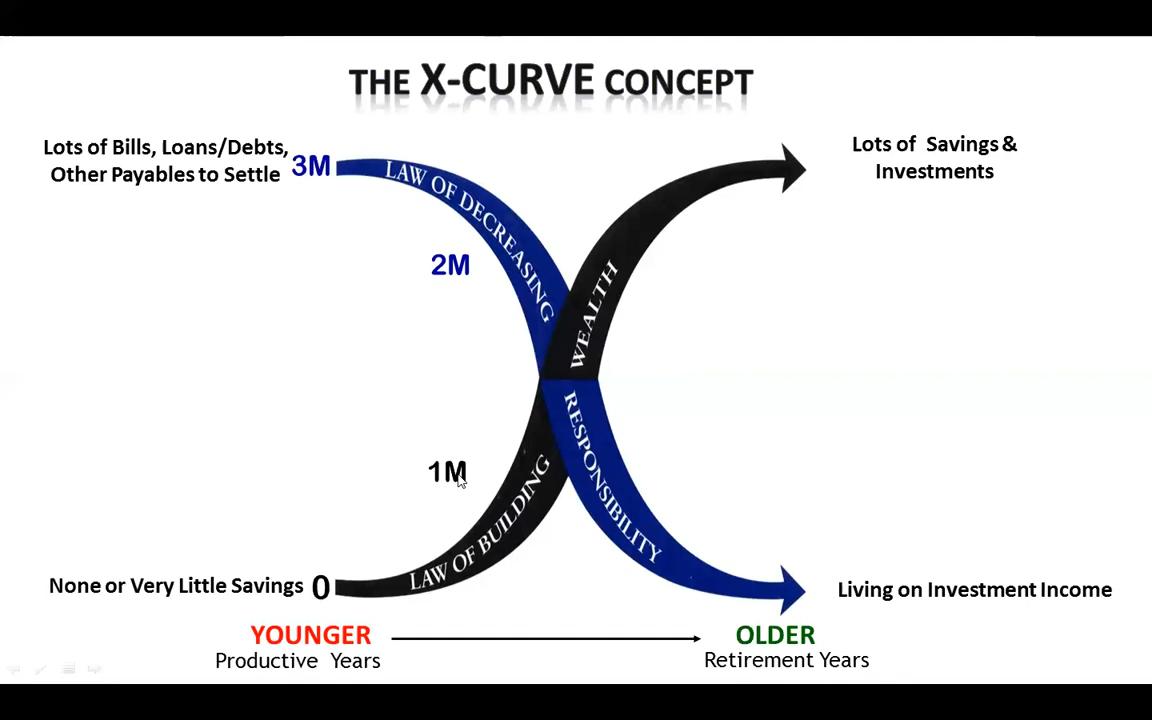 THE X-CURVE CONCEPT
Lots of Bills, Loans/Debts,
Other Payables to Settle
3M
Lots of Savings &
Investments
LAW OF DECREASING
2M
WEALTH
RESPONSIBILITY
1M
LAW OF BUILDING
None or Very Little Savings
0
Living on Investment Income
YOUNGER
OLDER
Productive Years
Retirement Years